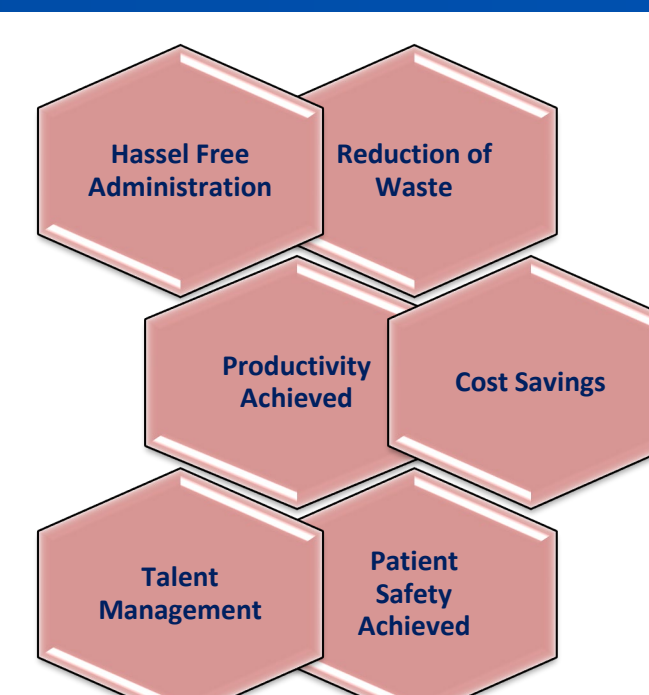 Hassel Free
Administration
Reduction of
Waste
Productivity
Achieved
Cost Savings
Talent
Management
Patient
Safety
Achieved